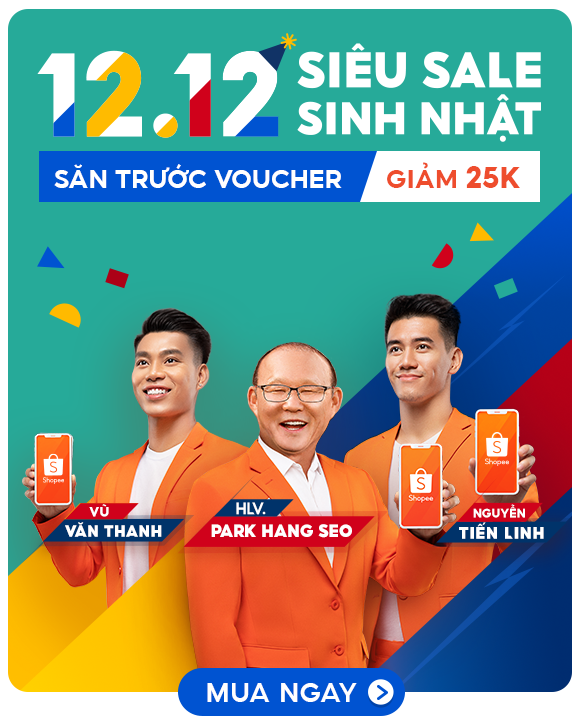 12.12
SIÊU SALE
SINH NHẬT
SĂN TRƯỚC VOUCHER
GIẢM 25K
S
Shopee
S
Shopee
S
Shopee
VŨ
VĂN THANH
HLV.
PARK HANG SEO
NGUYỄN
TIẾN LINH
MUA NGAY